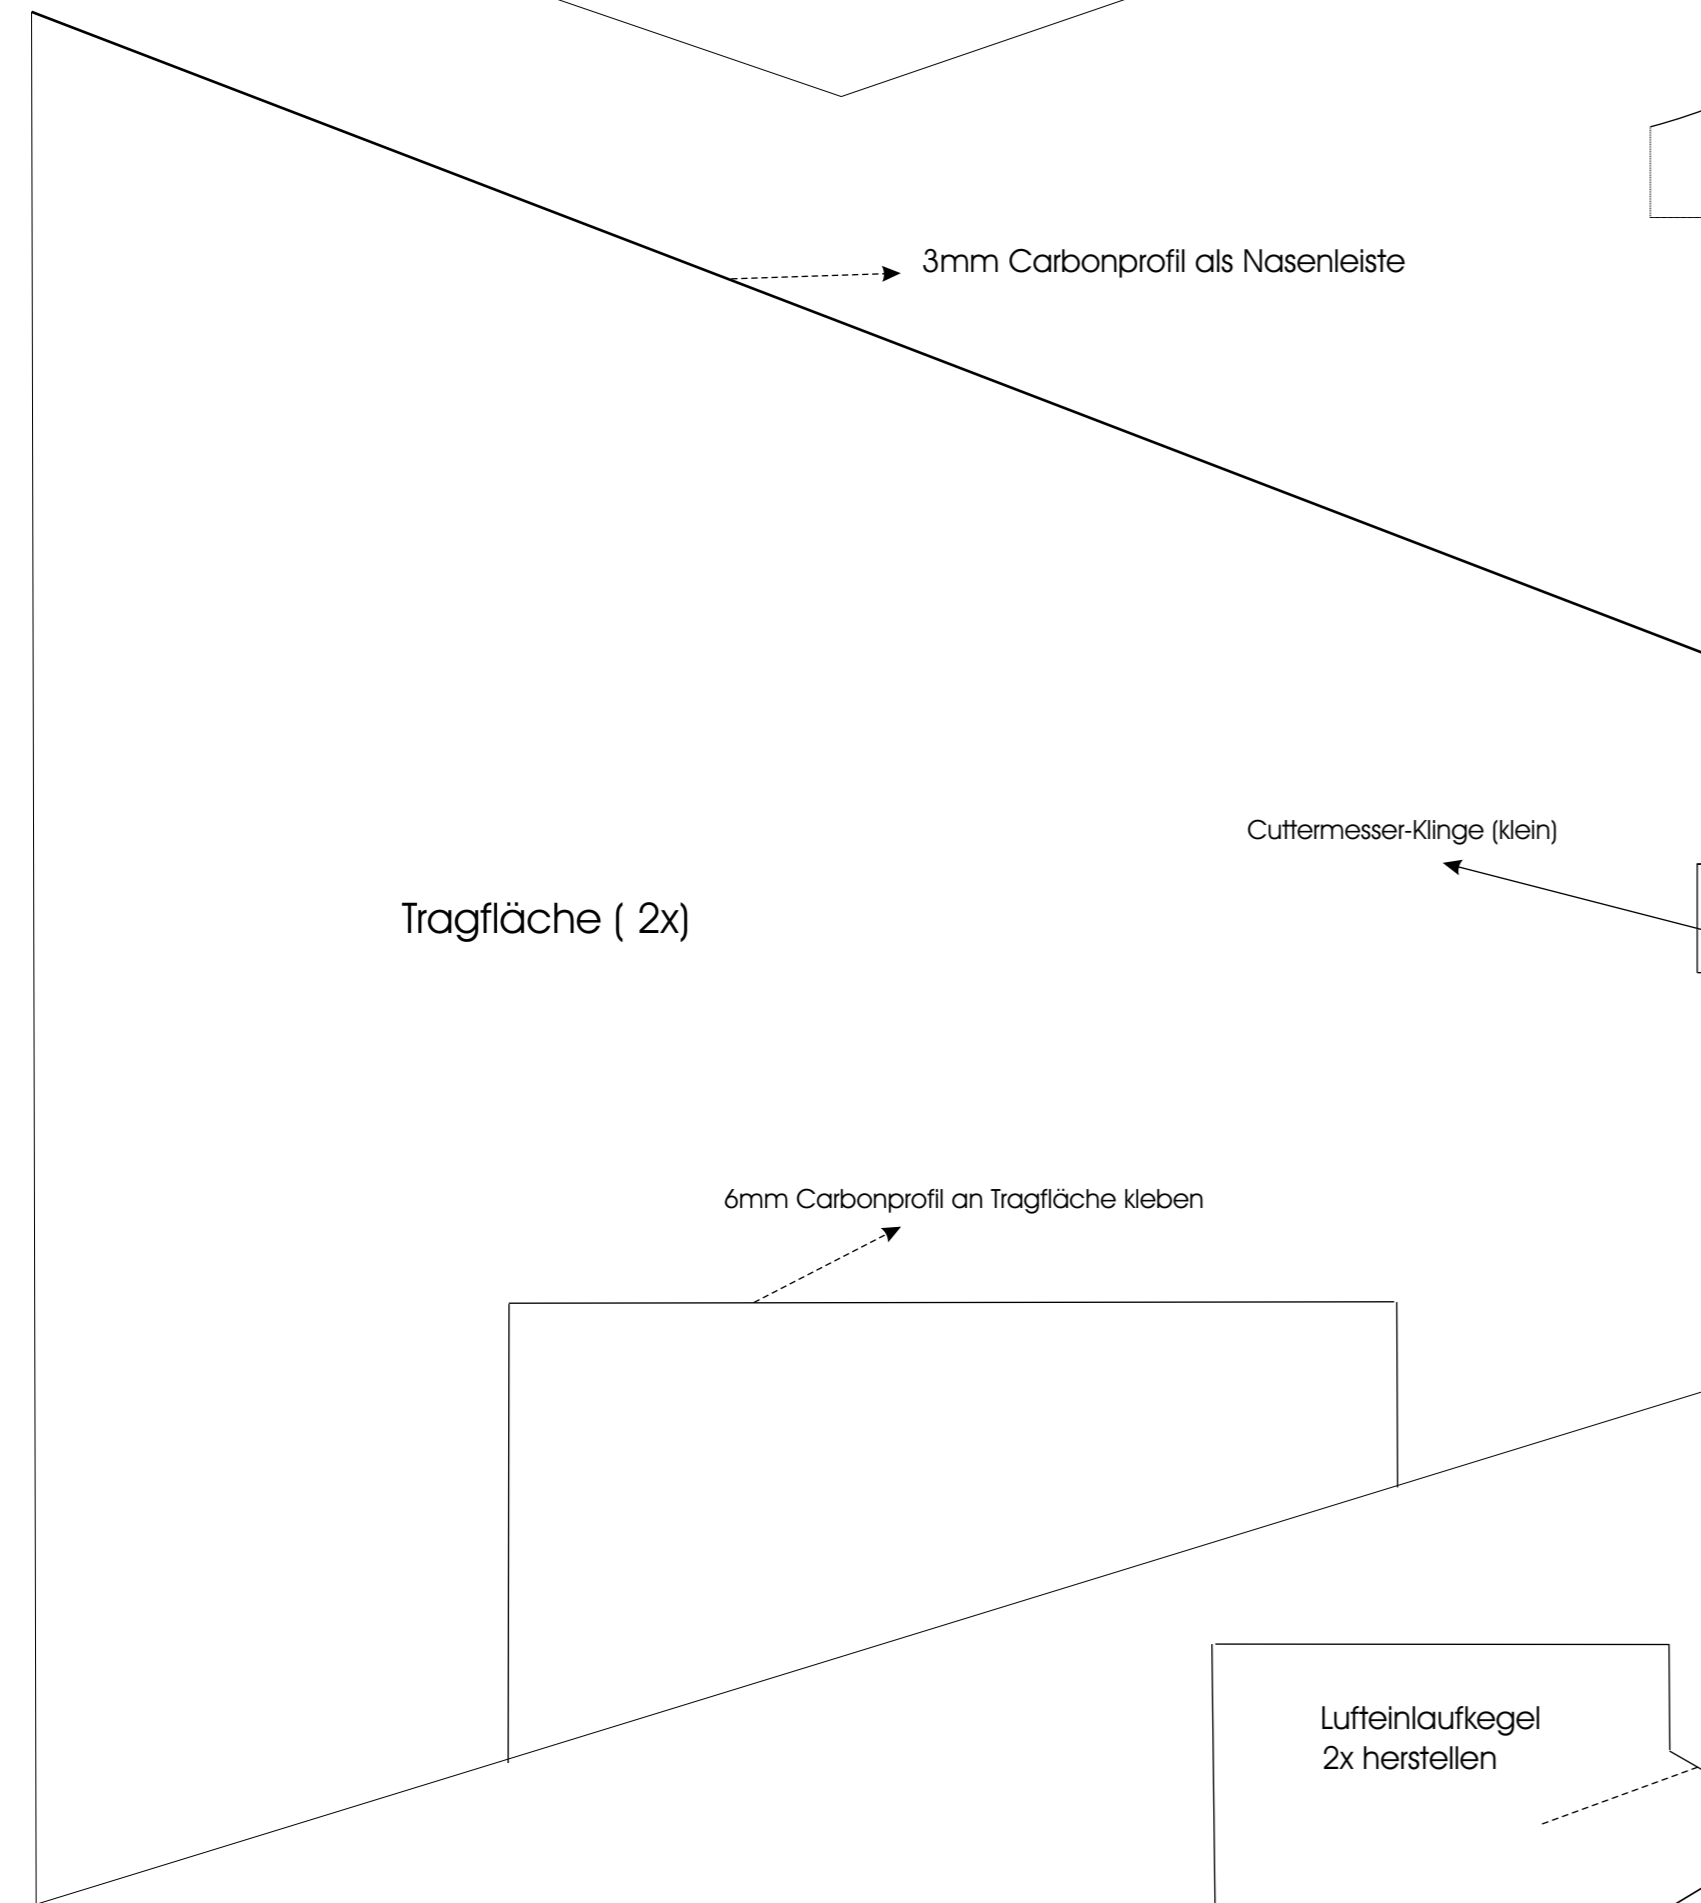 3mm Carbonprofil als Nasenleiste
Cuttermesser-Klinge (klein)
Tragfläche ( 2x)
6mm Carbonprofil an Tragfläche kleben
Lufteinlaufkegel
2x herstellen